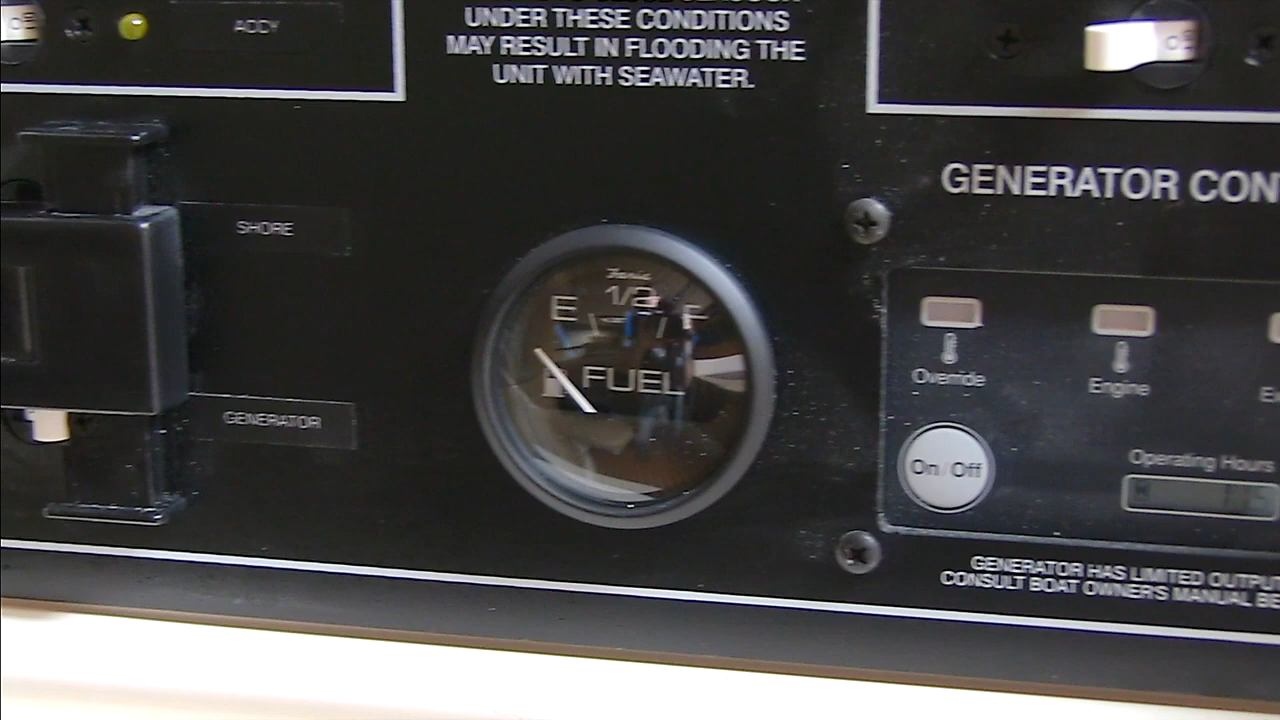 ADDY
UNDER THESE CONDITIONS
MAY RESULT IN FLOODING THE
UNIT WITH SEAWATER.
GENERATOR CON
SHORE
E 1/2 F
FUEL
GENERATOR
Override
Engine
On/Off
Operating Hours
GENERATOR HAS LIMITED OUTPUT
CONSULT BOAT OWNER'S MANUAL BE